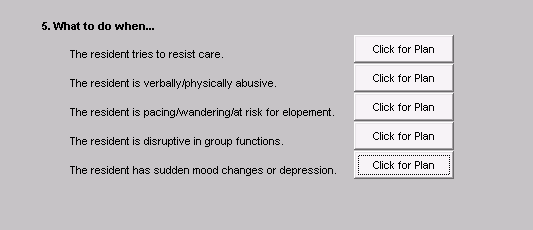 5. What to do when...
The resident tries to resist care. Click for Plan
The resident is verbally/physically abusive. Click for Plan
The resident is pacing/wandering/at risk for elopement. Click for Plan
The resident is disruptive in group functions. Click for Plan
The resident has sudden mood changes or depression. Click for Plan